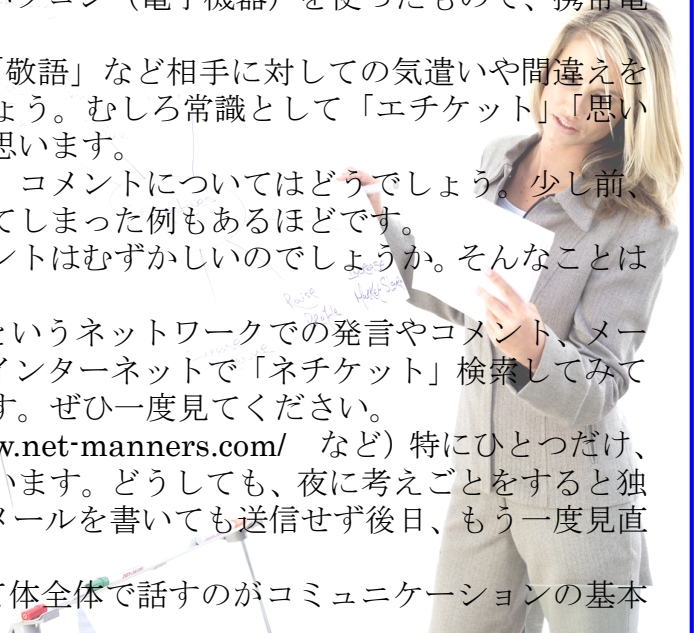 パソコン（電子機器）を使ったもので、携帯電
「敬語」など相手に対しての気遣いや間違えを
ょう。むしろ常識として「エチケット」「思い
思います。
コメントについてはどうでしょう。少し前、
てしまった例もあるほどです。
ントはむずかしいのでしょうか。そんなことは
Raise
Profile
Increase
Market Share
というネットワークでの発言やコメント、メー
インターネットで「ネチケット」検索してみて
す。ぜひ一度見てください。
w.net-manners.com/　など）特にひとつだけ、
います。どうしても、夜に考えごとをすると独
メールを書いても送信せず後日、もう一度見直
て体全体で話すのがコミュニケーションの基本